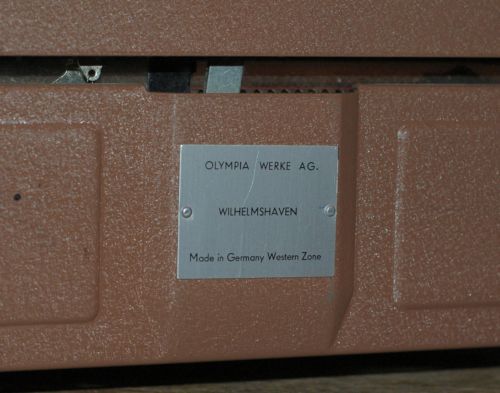 OLYMPIA WERKE AG.
WILHELMSHAVEN
Made in Germany Western Zone